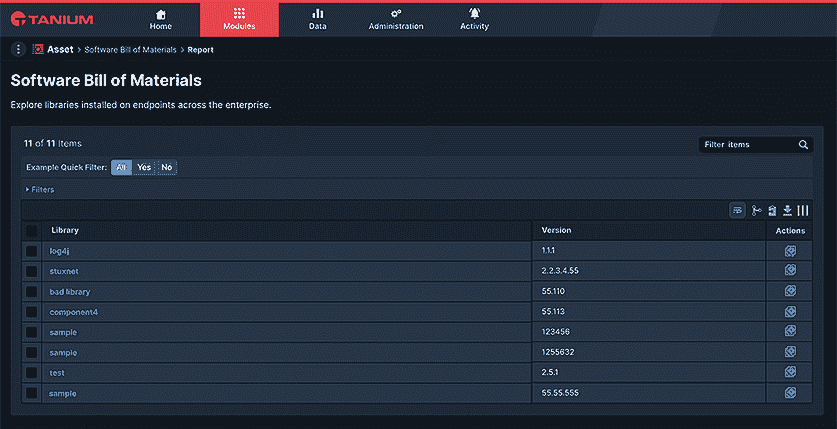 TANIUM
Home Modules Data Administration Activity
Asset > Software Bill of Materials > Report
Software Bill of Materials
Explore libraries installed on endpoints across the enterprise.
11 of 11 Items
Filter items
Example Quick Filter: All Yes No
Filters
Library Version Actions
log4j 1.1.1
stuxnet 2.2.3.4.55
bad library 55.110
component4 55.113
sample 123456
sample 1255632
test 2.5.1
sample 55.55.555